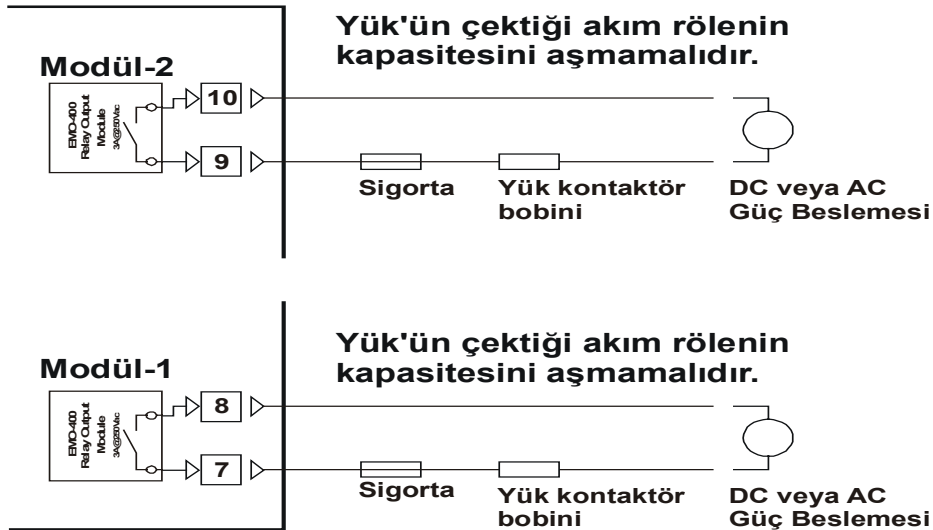 Yük'ün çektiği akım rölenin
kapasitesini aşmamalıdır.
Modül-2
EMO-400
Relay Output
Module
3A@250Vac
10
9
Sigorta
Yük kontaktör
bobini
DC veya AC
Güç Beslemesi
Yük'ün çektiği akım rölenin
kapasitesini aşmamalıdır.
Modül-1
EMO-400
Relay Output
Module
3A@250Vac
8
7
Sigorta
Yük kontaktör
bobini
DC veya AC
Güç Beslemesi